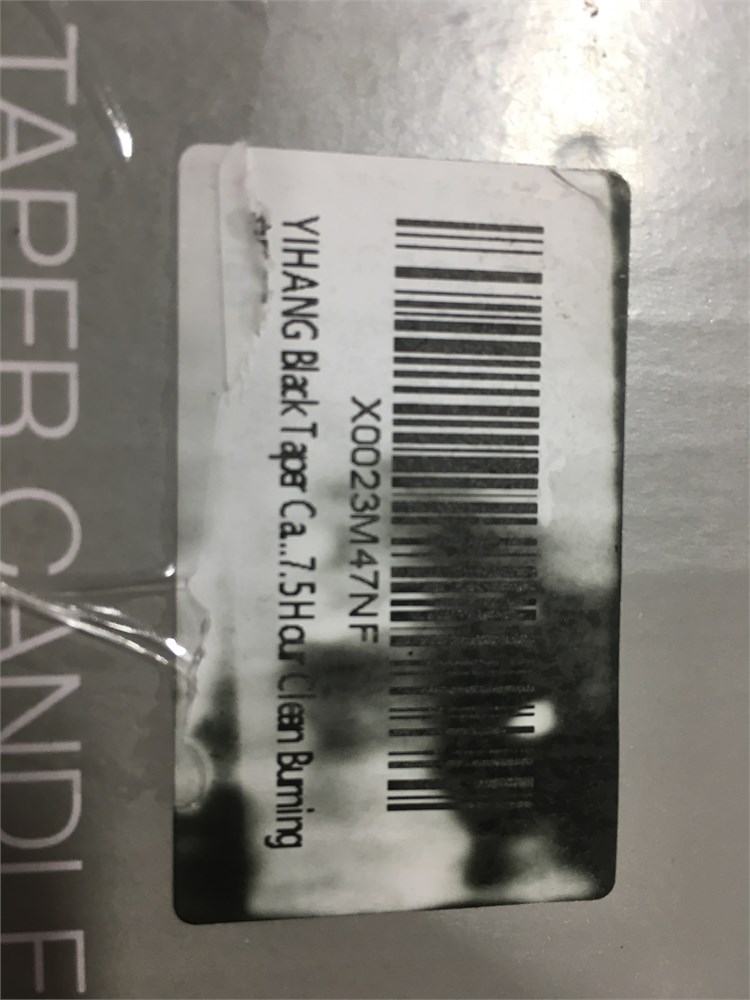 X0023M47NF
YIHANG Black Taper Ca...7.5 Hour Clean Burning
TAPER CANDLE